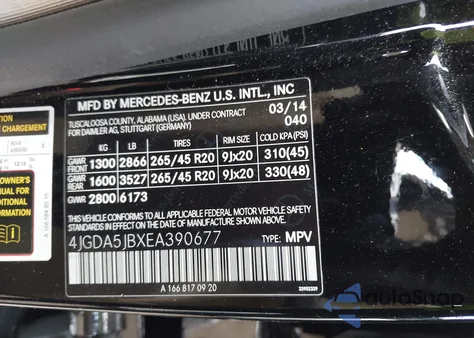 MFD BY MERCEDES-BENZ U.S. INTL., INC
TUSCALOOSA COUNTY, ALABAMA (USA). UNDER CONTRACT 03/14
FOR DAIMLER AG, STUTTGART (GERMANY) 040
KG LB TIRES RIM SIZE COLD KPA(PSI)
GAWR FRONT 1300 2866 265/45 R20 9Jx20 310(45)
GAWR REAR 1600 3527 265/45 R20 9Jx20 330(48)
GVWR 2800 6173
THIS VEHICLE CONFORMS TO ALL APPLICABLE U.S. FEDERAL MOTOR VEHICLE SAFETY
STANDARDS IN EFFECT ON THE DATE OF MANUFACTURE SHOWN ABOVE.
4JGDA5JBXEA390677 TYPE: MPV
A 166 817 09 20
CHARGEMENT
OWNER'S
MANUAL FOR
ADDITIONAL
INFORMATION
AutoSnap